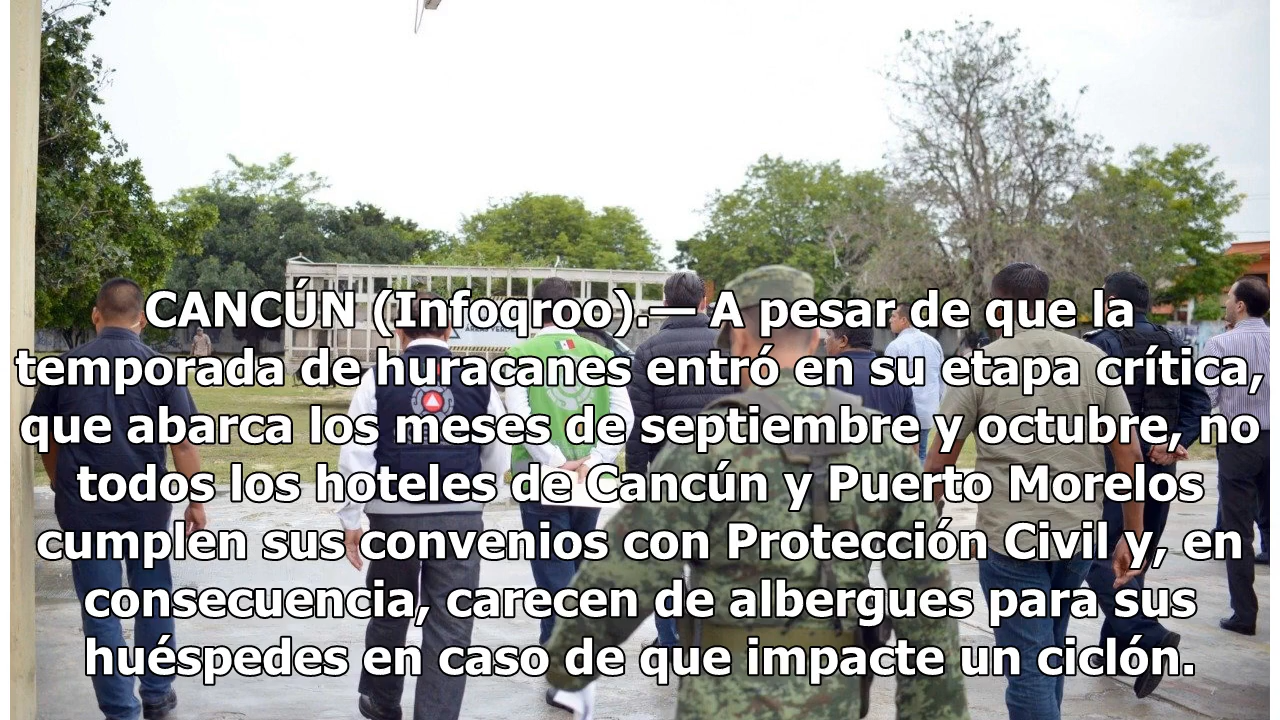 CANCÚN (Infoqroo).— A pesar de que la
temporada de huracanes entró en su etapa crítica,
que abarca los meses de septiembre y octubre, no
todos los hoteles de Cancún y Puerto Morelos
cumplen sus convenios con Protección Civil y, en
consecuencia, carecen de albergues para sus
huéspedes en caso de que impacte un ciclón.